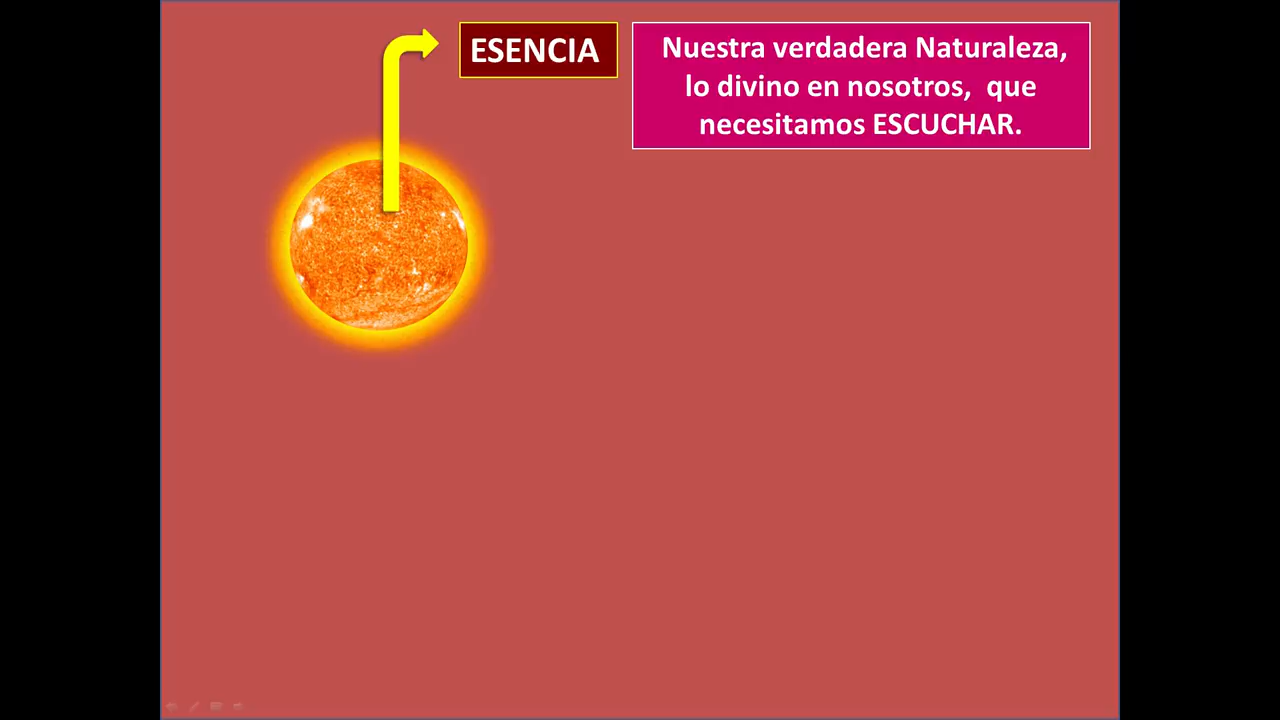 ESENCIA
Nuestra verdadera Naturaleza,
lo divino en nosotros, que
necesitamos ESCUCHAR.